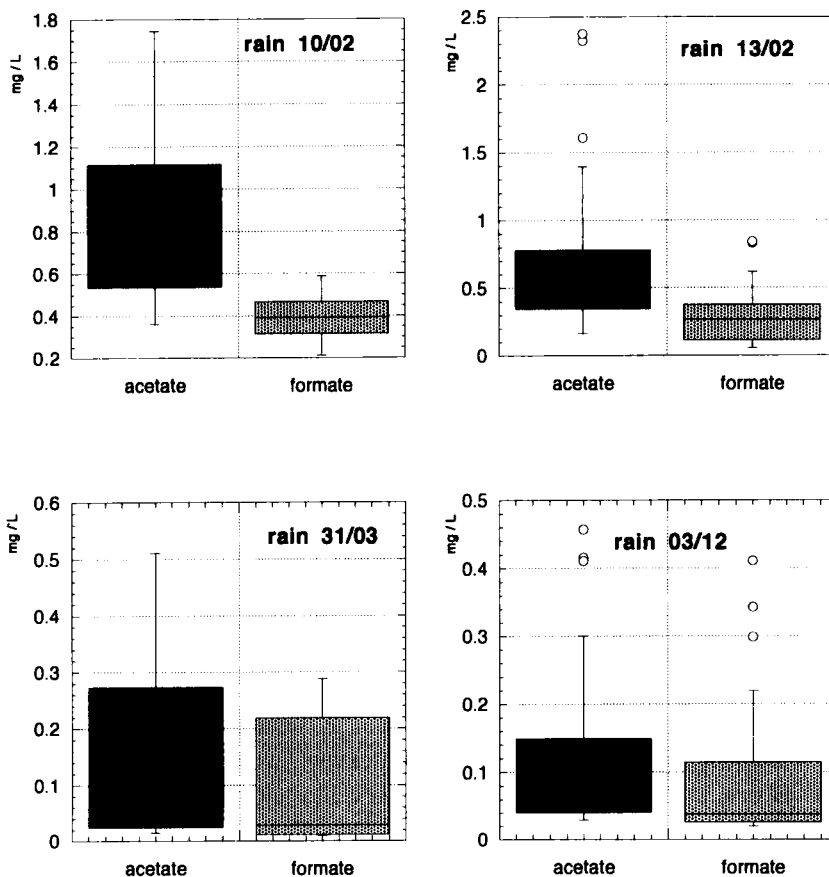 mg / L
rain 10/02
1.8
1.6
1.4
1.2
1
0.8
0.6
0.4
0.2
acetate formate
mg / L
rain 13/02
2.5
2
1.5
1
0.5
0
acetate formate
mg / L
rain 31/03
0.6
0.5
0.4
0.3
0.2
0.1
0
acetate formate
mg / L
rain 03/12
0.5
0.4
0.3
0.2
0.1
0
acetate formate